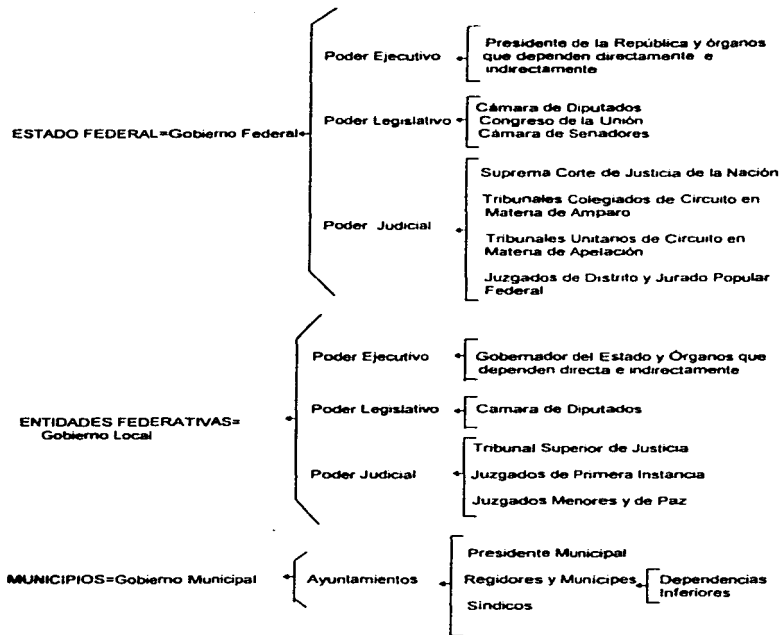 Poder Ejecutivo
Presidente de la República y órganos
que dependen directamente e
indirectamente
ESTADO FEDERAL=Gobierno Federal
Poder Legislativo
Cámara de Diputados
Congreso de la Unión
Cámara de Senadores
Poder Judicial
Suprema Corte de Justicia de la Nación
Tribunales Colegiados de Circuito en
Materia de Amparo
Tribunales Unitarios de Circuito en
Materia de Apelación
Juzgados de Distrito y Jurado Popular
Federal
ENTIDADES FEDERATIVAS=
Gobierno Local
Poder Ejecutivo
Gobernador del Estado y Órganos que
dependen directa e indirectamente
Poder Legislativo
Camara de Diputados
Poder Judicial
Tribunal Superior de Justicia
Juzgados de Primera Instancia
Juzgados Menores y de Paz
MUNICIPIOS=Gobierno Municipal
Ayuntamientos
Presidente Municipal
Regidores y Munícipes
Síndicos
Dependencias
Inferiores